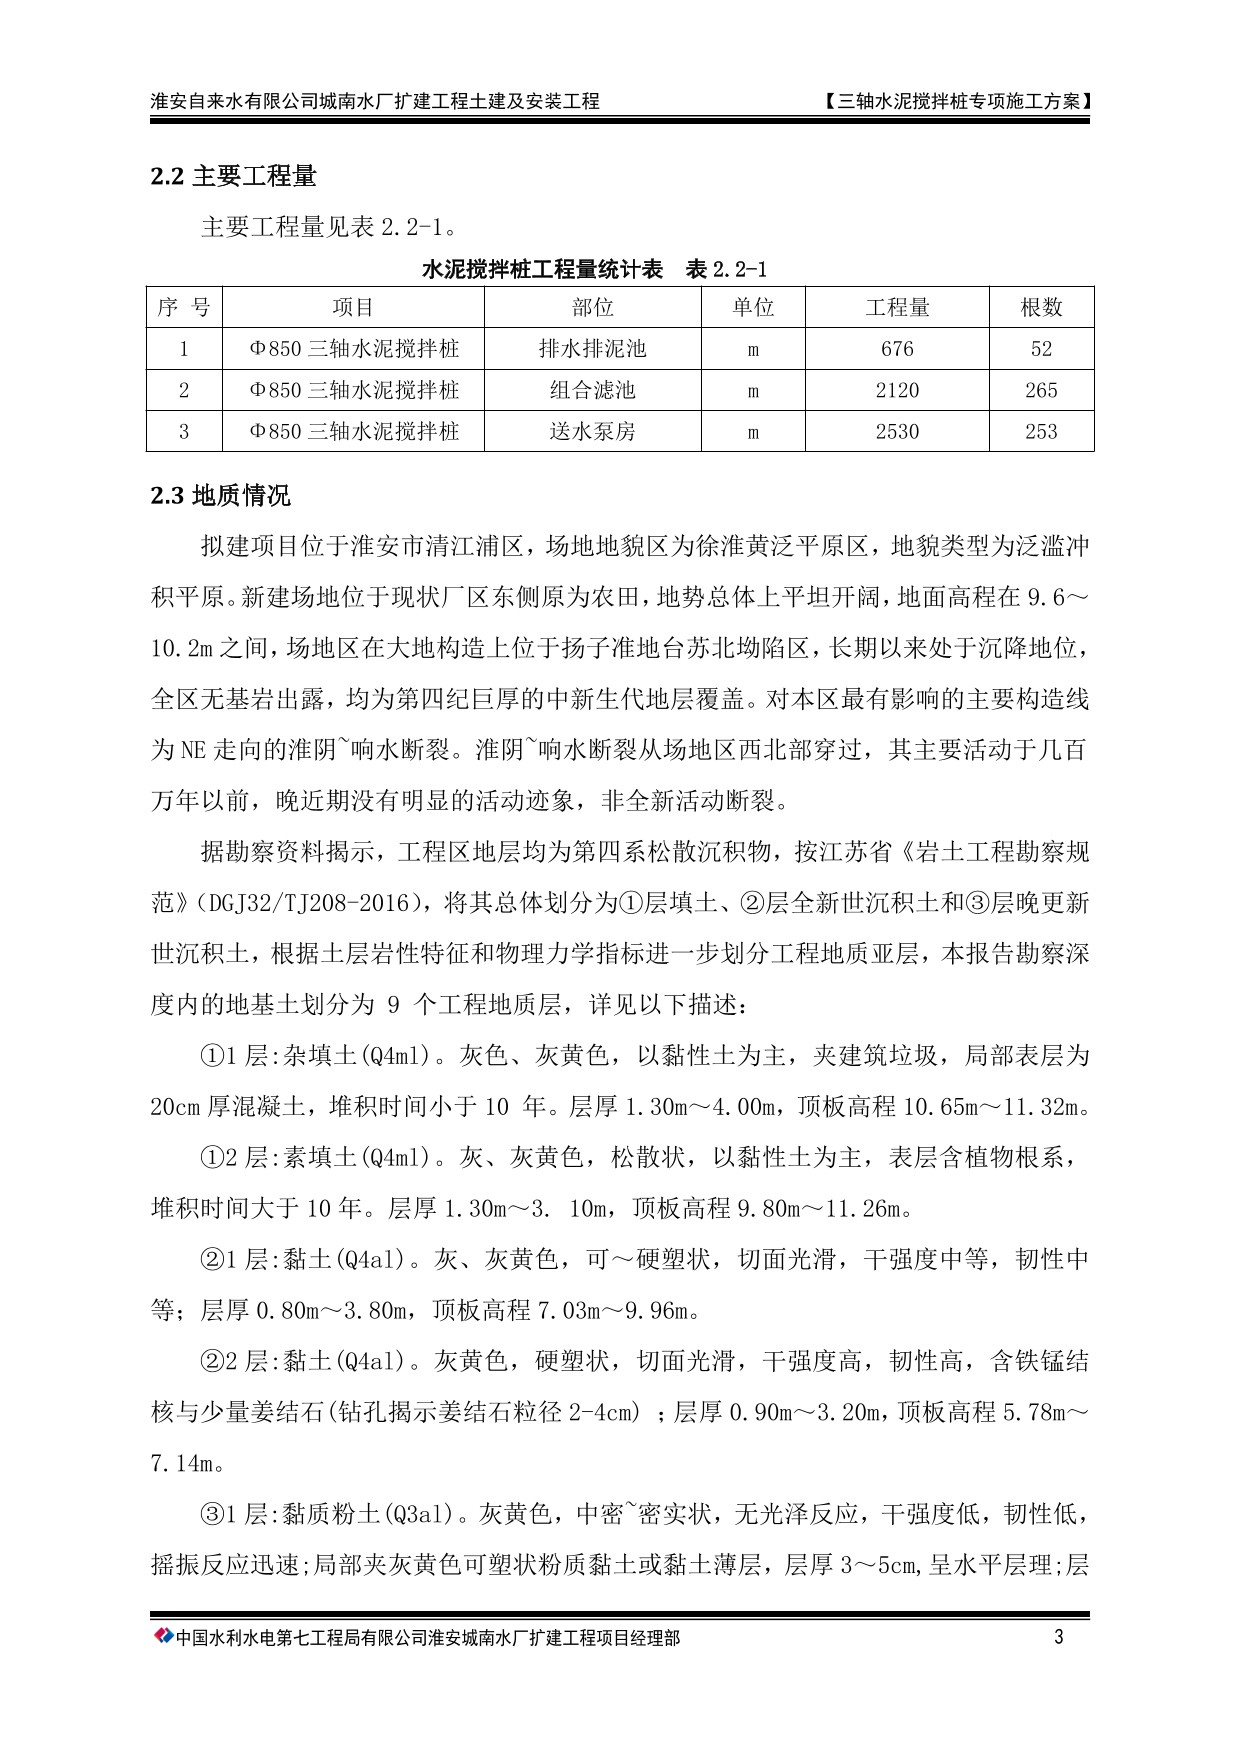 淮安自来水有限公司城南水厂扩建工程土建及安装工程 【三轴水泥搅拌桩专项施工方案】
2.2 主要工程量
主要工程量见表 2.2-1。
水泥搅拌桩工程量统计表 表 2.2-1
序 号 项目 部位 单位 工程量 根数
1 Φ850 三轴水泥搅拌桩 排水排泥池 m 676 52
2 Φ850 三轴水泥搅拌桩 组合滤池 m 2120 265
3 Φ850 三轴水泥搅拌桩 送水泵房 m 2530 253
2.3 地质情况
拟建项目位于淮安市清江浦区，场地地貌区为徐淮黄泛平原区，地貌类型为泛滥冲
积平原。新建场地位于现状厂区东侧原为农田，地势总体上平坦开阔，地面高程在 9.6～
10.2m 之间，场地区在大地构造上位于扬子准地台苏北坳陷区，长期以来处于沉降地位，
全区无基岩出露，均为第四纪巨厚的中新生代地层覆盖。对本区最有影响的主要构造线
为 NE 走向的淮阴~响水断裂。淮阴~响水断裂从场地区西北部穿过，其主要活动于几百
万年以前，晚近期没有明显的活动迹象，非全新活动断裂。
据勘察资料揭示，工程区地层均为第四系松散沉积物，按江苏省《岩土工程勘察规
范》（DGJ32/TJ208-2016），将其总体划分为①层填土、②层全新世沉积土和③层晚更新
世沉积土，根据土层岩性特征和物理力学指标进一步划分工程地质亚层，本报告勘察深
度内的地基土划分为 9 个工程地质层，详见以下描述：
①1 层:杂填土(Q4ml)。灰色、灰黄色，以黏性土为主，夹建筑垃圾，局部表层为
20cm 厚混凝土，堆积时间小于 10 年。层厚 1.30m～4.00m，顶板高程 10.65m～11.32m。
①2 层:素填土(Q4ml)。灰、灰黄色，松散状，以黏性土为主，表层含植物根系，
堆积时间大于 10 年。层厚 1.30m～3. 10m，顶板高程 9.80m～11.26m。
②1 层:黏土(Q4al)。灰、灰黄色，可～硬塑状，切面光滑，干强度中等，韧性中
等；层厚 0.80m～3.80m，顶板高程 7.03m～9.96m。
②2 层:黏土(Q4al)。灰黄色，硬塑状，切面光滑，干强度高，韧性高，含铁锰结
核与少量姜结石(钻孔揭示姜结石粒径 2-4cm) ；层厚 0.90m～3.20m，顶板高程 5.78m～
7.14m。
③1 层:黏质粉土(Q3al)。灰黄色，中密~密实状，无光泽反应，干强度低，韧性低，
摇振反应迅速;局部夹灰黄色可塑状粉质黏土或黏土薄层，层厚 3～5cm,呈水平层理;层
中国水利水电第七工程局有限公司淮安城南水厂扩建工程项目经理部 3